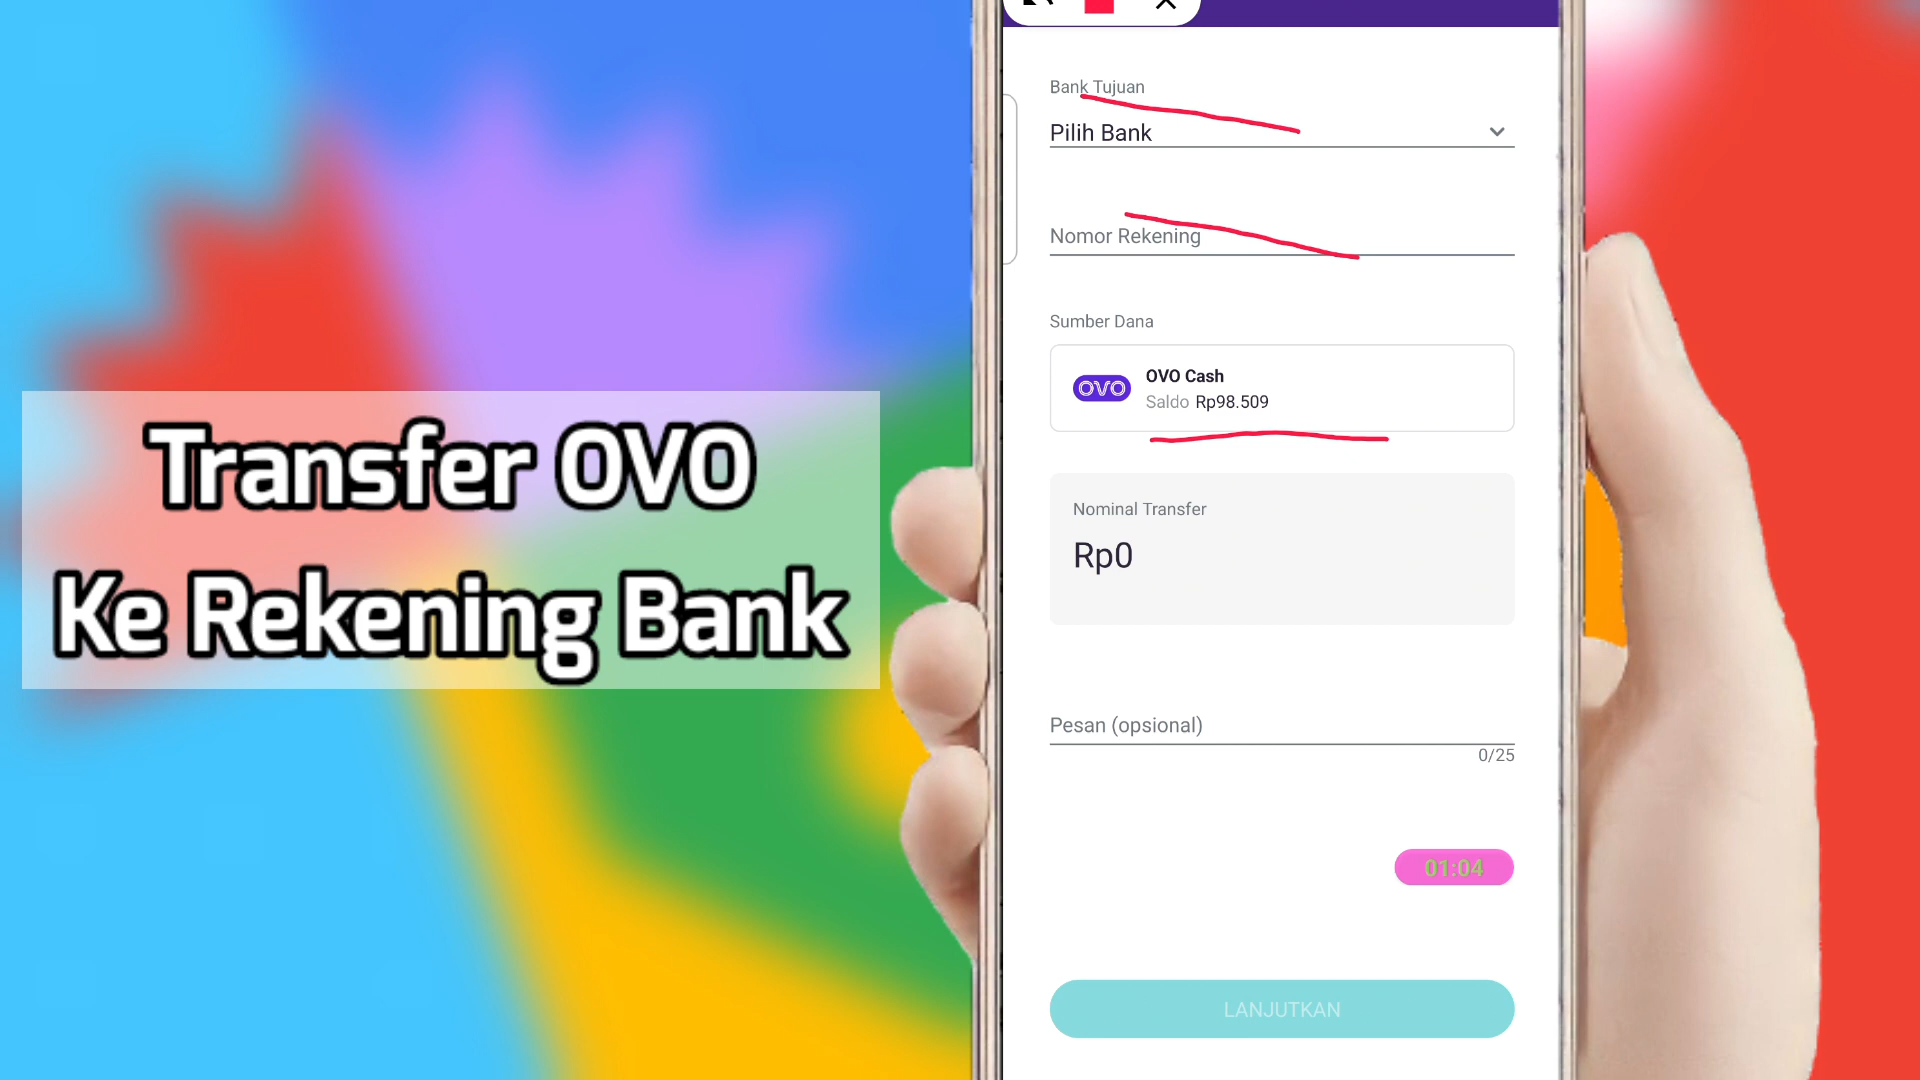 Transfer OVO
Ke Rekening Bank
Bank Tujuan
Pilih Bank
Nomor Rekening
Sumber Dana
OVO
OVO Cash
Saldo Rp98.509
Nominal Transfer
Rp0
Pesan (opsional)
0/25
01:04
LANJUTKAN